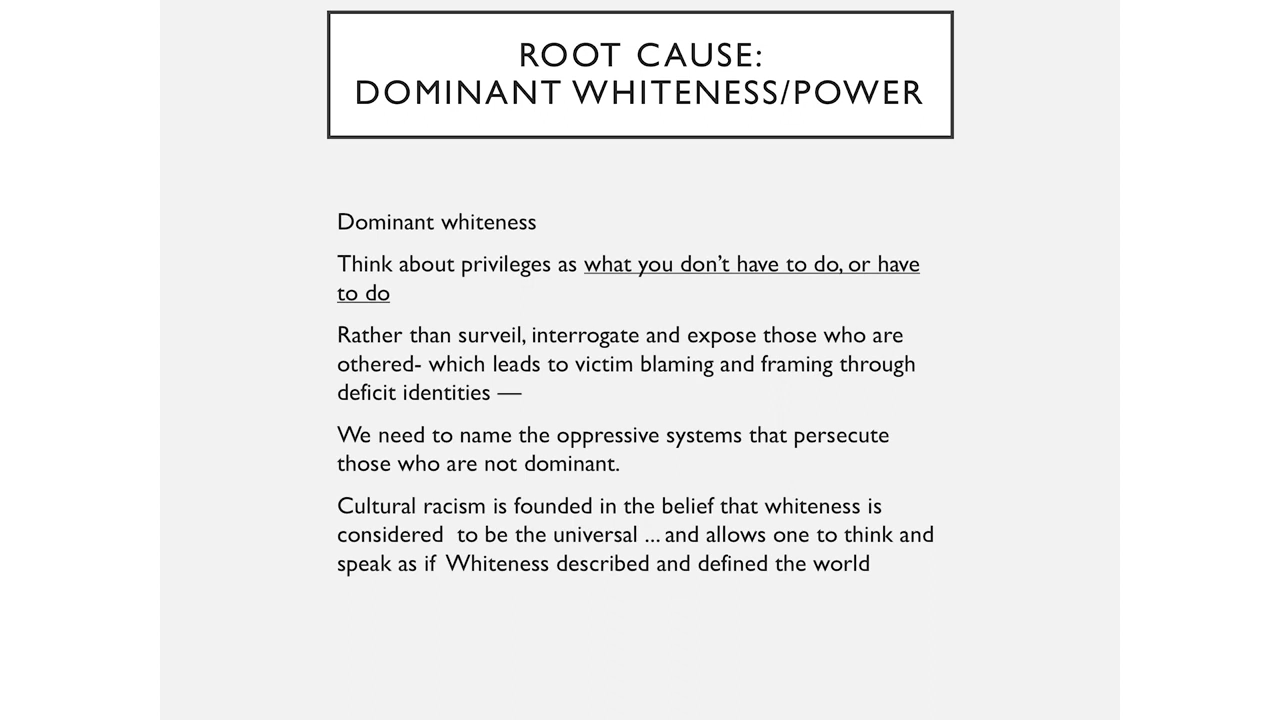 ROOT CAUSE:
DOMINANT WHITENESS/POWER
Dominant whiteness
Think about privileges as what you don’t have to do, or have
to do
Rather than surveil, interrogate and expose those who are
othered- which leads to victim blaming and framing through
deficit identities —
We need to name the oppressive systems that persecute
those who are not dominant.
Cultural racism is founded in the belief that whiteness is
considered  to be the universal ... and allows one to think and
speak as if  Whiteness described and defined the world